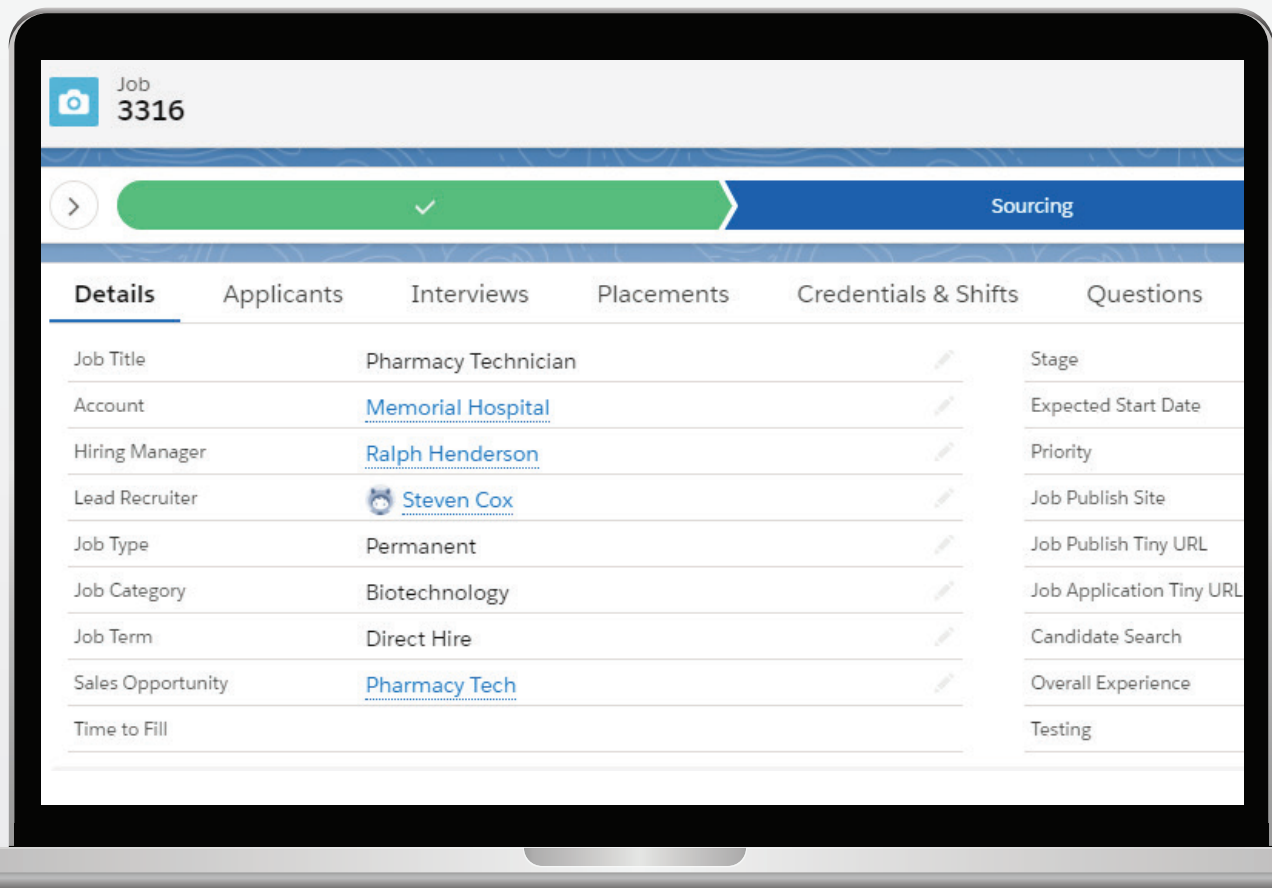 Job
3316
Sourcing
Details Applicants Interviews Placements Credentials & Shifts Questions
Job Title Pharmacy Technician Stage
Account Memorial Hospital Expected Start Date
Hiring Manager Ralph Henderson Priority
Lead Recruiter Steven Cox Job Publish Site
Job Type Permanent Job Publish Tiny URL
Job Category Biotechnology Job Application Tiny URL
Job Term Direct Hire Candidate Search
Sales Opportunity Pharmacy Tech Overall Experience
Time to Fill Testing